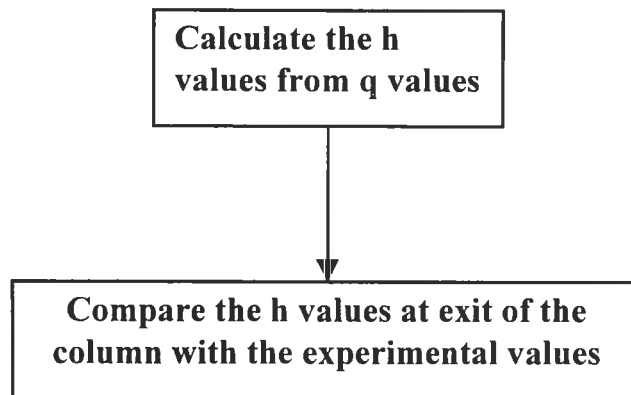 Calculate the h
values from q values
Compare the h values at exit of the
column with the experimental values